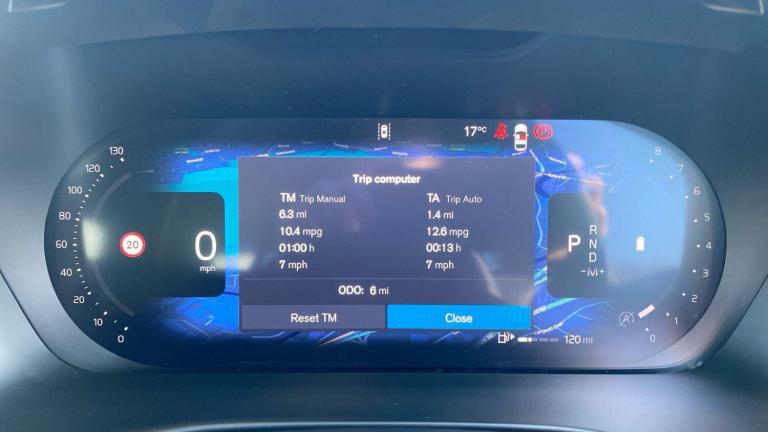 17°C
P
Trip computer
TM Trip Manual
TA Trip Auto
6.3 mi
1.4 mi
10.4 mpg
12.6 mpg
01:00 h
00:13 h
7 mph
7 mph
ODO: 6 mi
Reset TM
Close
130
120
100
80
60
40
20
10
0
20
0
mph
P
R
N
D
-M+
8
7
6
5
4
3
2
1
0
A
120 mi